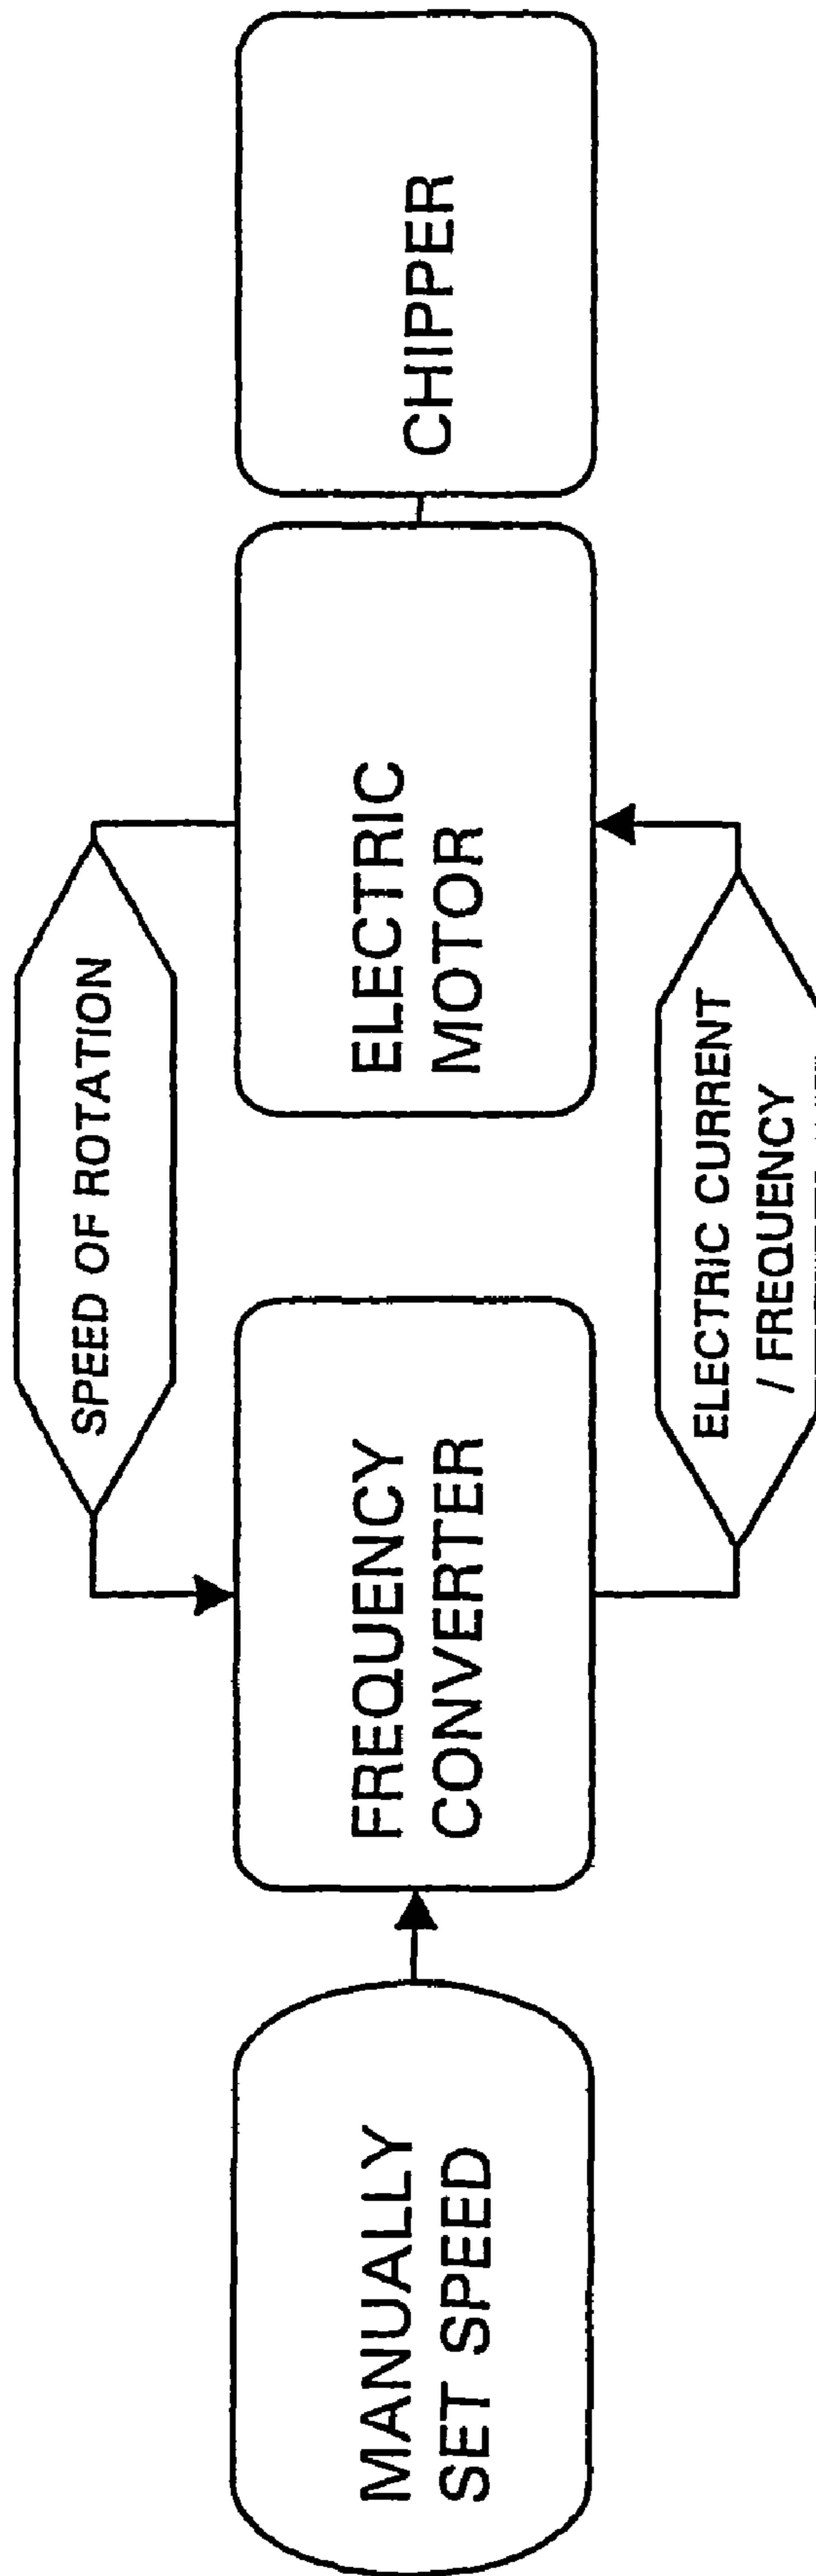 MANUALLY
SET SPEED
FREQUENCY
CONVERTER
SPEED OF ROTATION
ELECTRIC CURRENT
/ FREQUENCY
ELECTRIC
MOTOR
CHIPPER